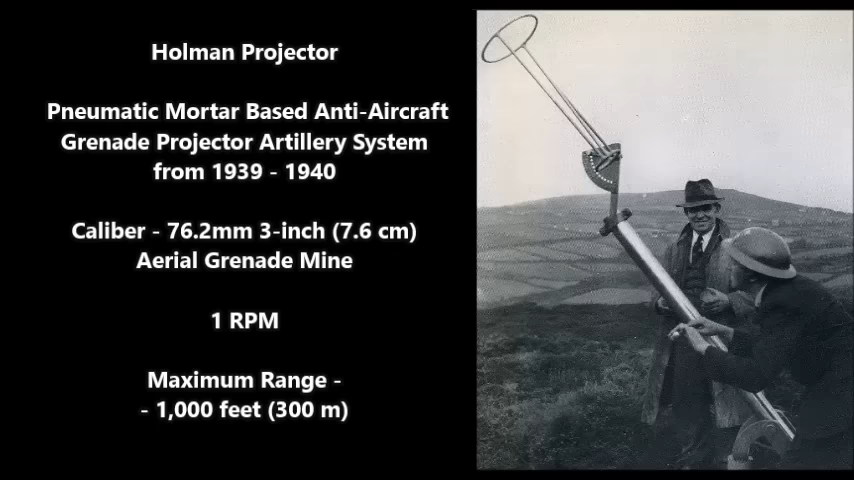 Holman Projector
Pneumatic Mortar Based Anti-Aircraft
Grenade Projector Artillery System
from 1939 - 1940
Caliber - 76.2mm 3-inch (7.6 cm)
Aerial Grenade Mine
1 RPM
Maximum Range -
- 1,000 feet (300 m)